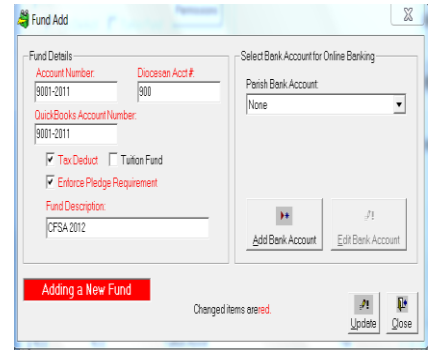 Fund Add
Fund Details
Account Number:
Diocesan Acct #:
9001-2011
900
QuickBooks Account Number:
9001-2011
Tax Deduct
Tuition Fund
Enforce Pledge Requirement
Fund Description:
CFSA 2012
Select Bank Account for Online Banking
Parish Bank Account:
None
Add Bank Account
Edit Bank Account
Adding a New Fund
Changed items are red.
Update
Close